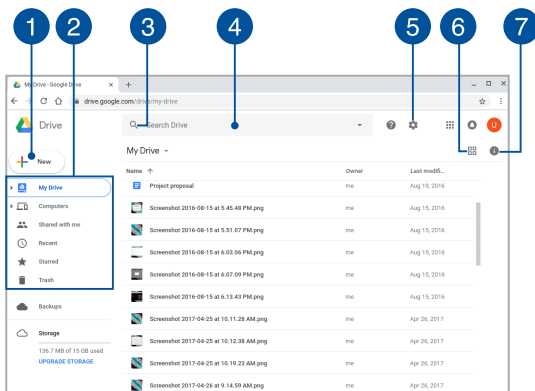 1 2 3 4 5 6 7
My Drive - Google Drive
drive.google.com/drive/my-drive
Drive
Search Drive
U
New
My Drive
Name
Owner
Last modifi...
My Drive
Computers
Shared with me
Recent
Starred
Trash
Backups
Storage
136.7 MB of 15 GB used
UPGRADE STORAGE
Project proposal me Aug 19, 2016
Screenshot 2016-08-15 at 5.45.48 PM.png me Aug 15, 2016
Screenshot 2016-08-15 at 5.51.07 PM.png me Aug 15, 2016
Screenshot 2016-08-15 at 6.03.06 PM.png me Aug 15, 2016
Screenshot 2016-08-15 at 6.07.09 PM.png me Aug 15, 2016
Screenshot 2016-08-15 at 6.13.43 PM.png me Aug 15, 2016
Screenshot 2017-04-25 at 10.11.28 AM.png me Apr 26, 2017
Screenshot 2017-04-25 at 10.12.38 AM.png me Apr 26, 2017
Screenshot 2017-04-25 at 10.19.23 AM.png me Apr 26, 2017
Screenshot 2017-04-26 at 9.14.59 AM.png me Apr 26, 2017